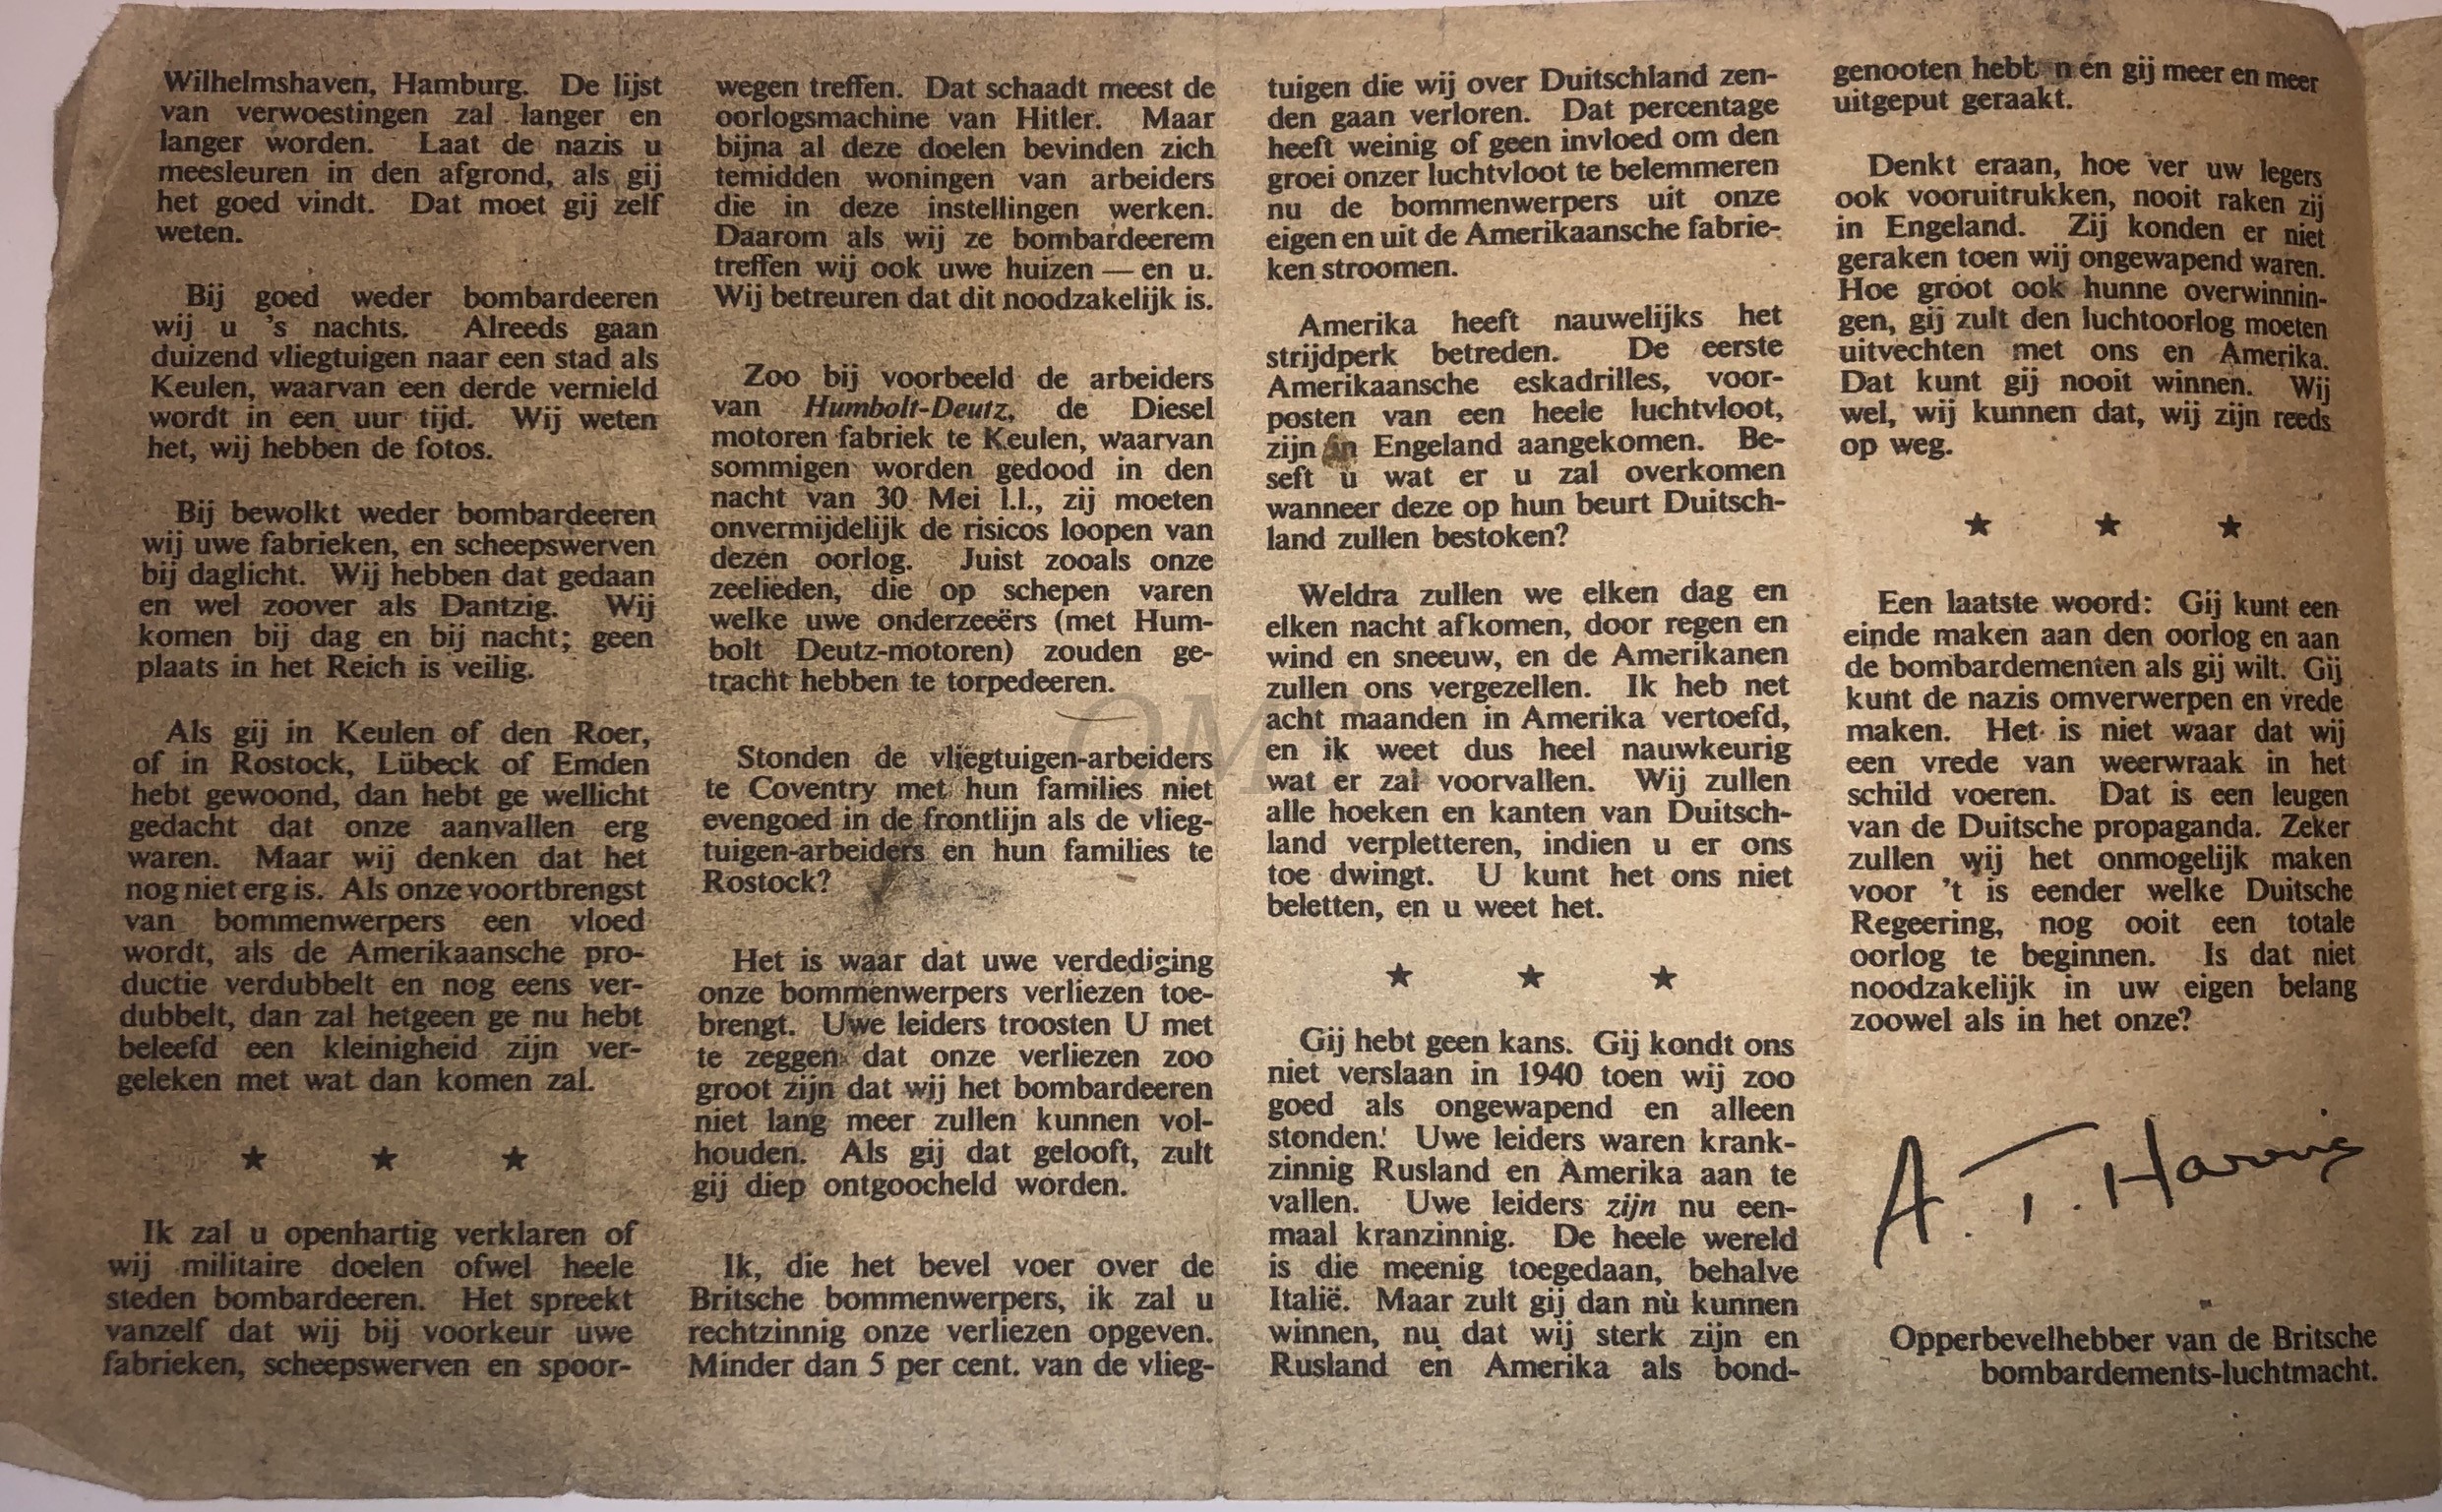 Wilhelmshaven, Hamburg. De lijst
van verwoestingen zal langer en
langer worden. Laat de nazis u
meesleuren in den afgrond, als gij
het goed vindt. Dat moet gij zelf
weten.
Bij goed weder bombardeeren
wij u 's nachts. Alreeds gaan
duizend vliegtuigen naar een stad als
Keulen, waarvan een derde vernield
wordt in een uur tijd. Wij weten
het, wij hebben de fotos.
Bij bewolkt weder bombardeeren
wij uwe fabrieken, en scheepswerven
bij daglicht. Wij hebben dat gedaan
en wel zoover als Dantzig. Wij
komen bij dag en bij nacht; geen
plaats in het Reich is veilig.
Als gij in Keulen of den Roer,
of in Rostock, Lübeck of Emden
hebt gewoond, dan hebt ge wellicht
gedacht dat onze aanvallen erg
waren. Maar wij denken dat het
nog niet erg is. Als onze voortbrengst
van bommenwerpers een vloed
wordt, als de Amerikaansche pro-
ductie verdubbelt en nog eens ver-
dubbelt, dan zal hetgeen ge nu hebt
beleefd een kleinigheid zijn ver-
geleken met wat dan komen zal.
★ ★ ★
Ik zal u openhartig verklaren of
wij militaire doelen ofwel heele
steden bombardeeren. Het spreekt
vanzelf dat wij bij voorkeur uwe
fabrieken, scheepswerven en spoor-
wegen treffen. Dat schaadt meest de
oorlogsmachine van Hitler. Maar
bijna al deze doelen bevinden zich
temidden woningen van arbeiders
die in deze instellingen werken.
Daarom als wij ze bombardeerem
treffen wij ook uwe huizen — en u.
Wij betreuren dat dit noodzakelijk is.
Zoo bij voorbeeld de arbeiders
van Humbolt-Deutz, de Diesel
motoren fabriek te Keulen, waarvan
sommigen worden gedood in den
nacht van 30 Mei l.l., zij moeten
onvermijdelijk de risicos loopen van
dezen oorlog. Juist zooals onze
zeelieden, die op schepen varen
welke uwe onderzeeërs (met Hum-
bolt Deutz-motoren) zouden ge-
tracht hebben te torpedeeren.
Stonden de vliegtuigen-arbeiders
te Coventry met hun families niet
evengoed in de frontlijn als de vlieg-
tuigen-arbeiders en hun families te
Rostock?
Het is waar dat uwe verdediging
onze bommenwerpers verliezen toe-
brengt. Uwe leiders troosten U met
te zeggen dat onze verliezen zoo
groot zijn dat wij het bombardeeren
niet lang meer zullen kunnen vol-
houden. Als gij dat gelooft, zult
gij diep ontgoocheld worden.
Ik, die het bevel voer over de
Britsche bommenwerpers, ik zal u
rechtzinnig onze verliezen opgeven.
Minder dan 5 per cent. van de vlieg-
tuigen die wij over Duitschland zen-
den gaan verloren. Dat percentage
heeft weinig of geen invloed om den
groei onzer luchtvloot te belemmeren
nu de bommenwerpers uit onze
eigen en uit de Amerikaansche fabrie-
ken stroomen.
Amerika heeft nauwelijks het
strijdperk betreden. De eerste
Amerikaansche eskadrilles, voor-
posten van een heele luchtvloot,
zijn in Engeland aangekomen. Be-
seft u wat er u zal overkomen
wanneer deze op hun beurt Duitsch-
land zullen bestoken?
Weldra zullen we elken dag en
elken nacht afkomen, door regen en
wind en sneeuw, en de Amerikanen
zullen ons vergezellen. Ik heb net
acht maanden in Amerika vertoefd,
en ik weet dus heel nauwkeurig
wat er zal voorvallen. Wij zullen
alle hoeken en kanten van Duitsch-
land verpletteren, indien u er ons
toe dwingt. U kunt het ons niet
beletten, en u weet het.
★ ★ ★
Gij hebt geen kans. Gij kondt ons
niet verslaan in 1940 toen wij zoo
goed als ongewapend en alleen
stonden! Uwe leiders waren krank-
zinnig Rusland en Amerika aan te
vallen. Uwe leiders zijn nu een-
maal kranzinnig. De heele wereld
is die meenig toegedaan, behalve
Italië. Maar zult gij dan nù kunnen
winnen, nu dat wij sterk zijn en
Rusland en Amerika als bond-
genooten hebben én gij meer en meer
uitgeput geraakt.
Denkt eraan, hoe ver uw legers
ook vooruitrukken, nooit raken zij
in Engeland. Zij konden er niet
geraken toen wij ongewapend waren.
Hoe groot ook hunne overwinnin-
gen, gij zult den luchtoorlog moeten
uitvechten met ons en Amerika.
Dat kunt gij nooit winnen. Wij
wel, wij kunnen dat, wij zijn reeds
op weg.
★ ★ ★
Een laatste woord: Gij kunt een
einde maken aan den oorlog en aan
de bombardementen als gij wilt. Gij
kunt de nazis omverwerpen en vrede
maken. Het is niet waar dat wij
een vrede van weerwraak in het
schild voeren. Dat is een leugen
van de Duitsche propaganda. Zeker
zullen wij het onmogelijk maken
voor 't is eender welke Duitsche
Regeering, nog ooit een totale
oorlog te beginnen. Is dat niet
noodzakelijk in uw eigen belang
zoowel als in het onze?
A. T. Harris
Opperbevelhebber van de Britsche
bombardements-luchtmacht.